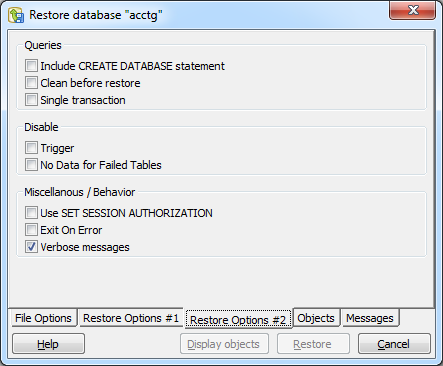 Restore database "acctg"
Queries
Include CREATE DATABASE statement
Clean before restore
Single transaction
Disable
Trigger
No Data for Failed Tables
Miscellanous / Behavior
Use SET SESSION AUTHORIZATION
Exit On Error
Verbose messages
File Options Restore Options #1 Restore Options #2 Objects Messages
Help Display objects Restore Cancel